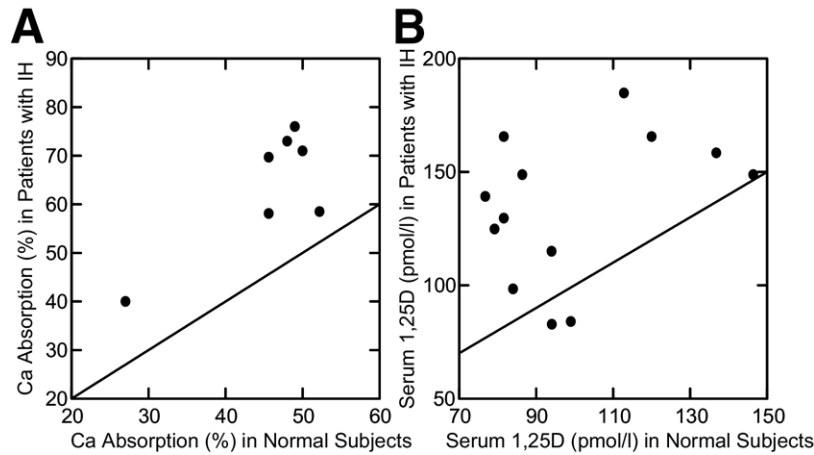 A
Ca Absorption (%) in Patients with IH
90
80
70
60
50
40
30
20
20 30 40 50 60
Ca Absorption (%) in Normal Subjects
B
Serum 1,25D (pmol/l) in Patients with IH
200
150
100
50
70 90 110 130 150
Serum 1,25D (pmol/l) in Normal Subjects